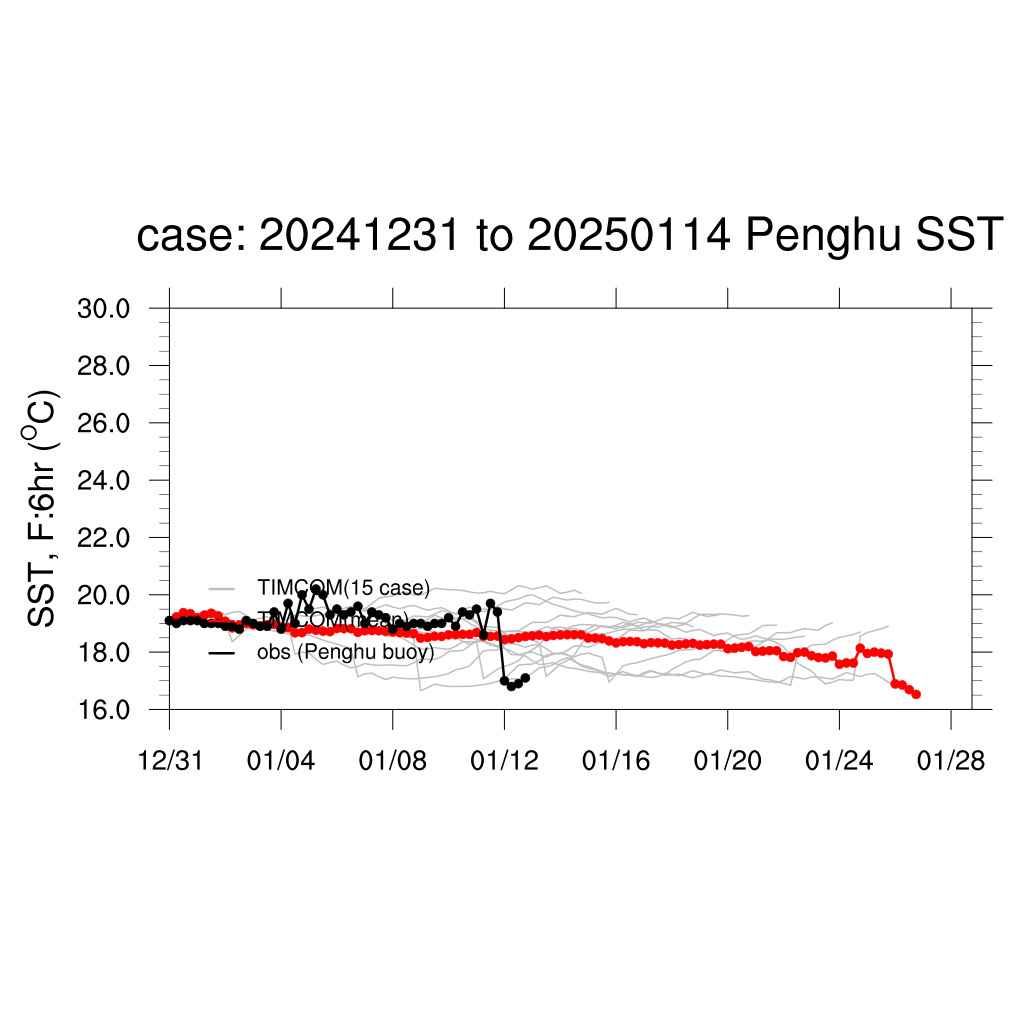 case: 20241231 to 20250114 Penghu SST
SST, F:6hr (°C)
30.0
28.0
26.0
24.0
22.0
20.0
18.0
16.0
TIMCOM(15 case)
TIMCOM(mean)
obs (Penghu buoy)
12/31 01/04 01/08 01/12 01/16 01/20 01/24 01/28